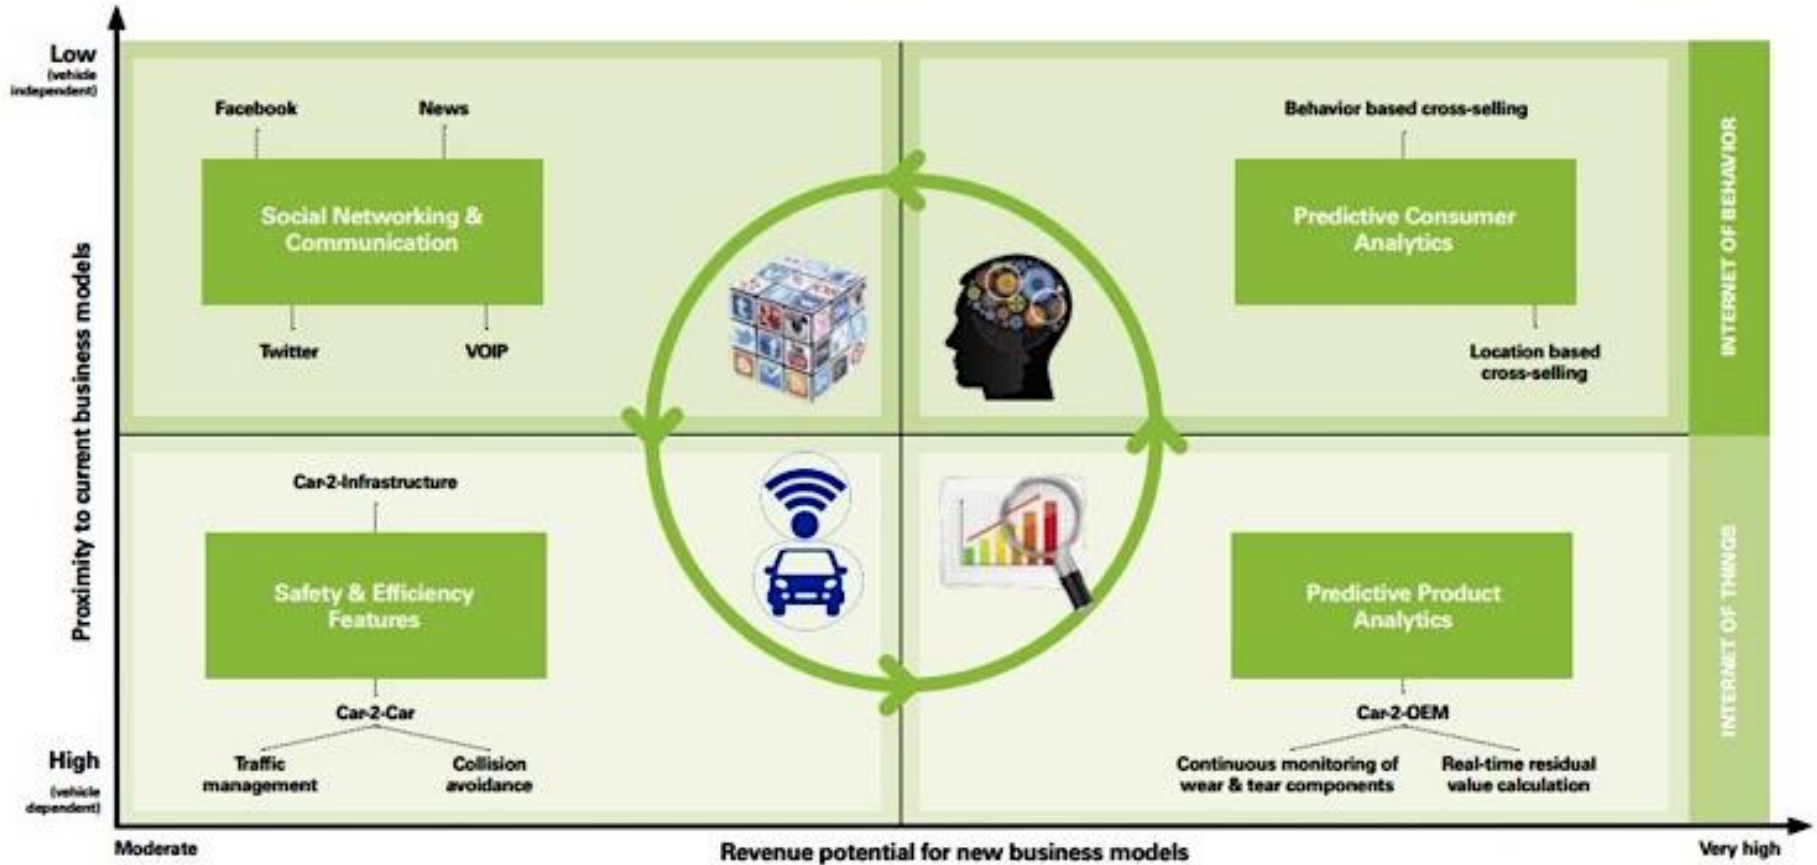 Low
(vehicle
independent)
Facebook
News
Social Networking &
Communication
Twitter
VOIP
Behavior based cross-selling
Predictive Consumer
Analytics
Location based
cross-selling
INTERNET OF BEHAVIOR
Proximity to current business models
Car-2-Infrastructure
Safety & Efficiency
Features
Car-2-Car
Traffic
management
Collision
avoidance
Predictive Product
Analytics
Car-2-OEM
Continuous monitoring of
wear & tear components
Real-time residual
value calculation
INTERNET OF THINGS
High
(vehicle
dependent)
Moderate
Revenue potential for new business models
Very high